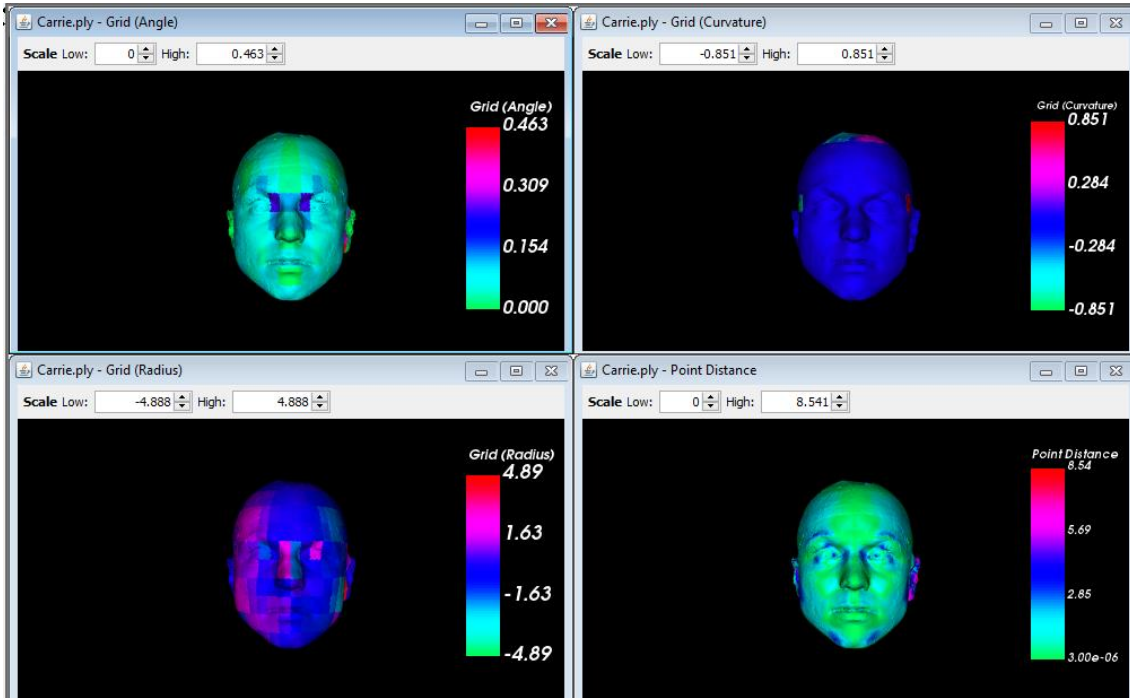 Carrie.ply - Grid (Angle)
Scale Low: 0 High: 0.463
Grid (Angle)
0.463
0.309
0.154
0.000
Carrie.ply - Grid (Curvature)
Scale Low: -0.851 High: 0.851
Grid (Curvature)
0.851
0.284
-0.284
-0.851
Carrie.ply - Grid (Radius)
Scale Low: -4.888 High: 4.888
Grid (Radius)
4.89
1.63
-1.63
-4.89
Carrie.ply - Point Distance
Scale Low: 0 High: 8.541
Point Distance
8.54
5.69
2.85
3.00e-06